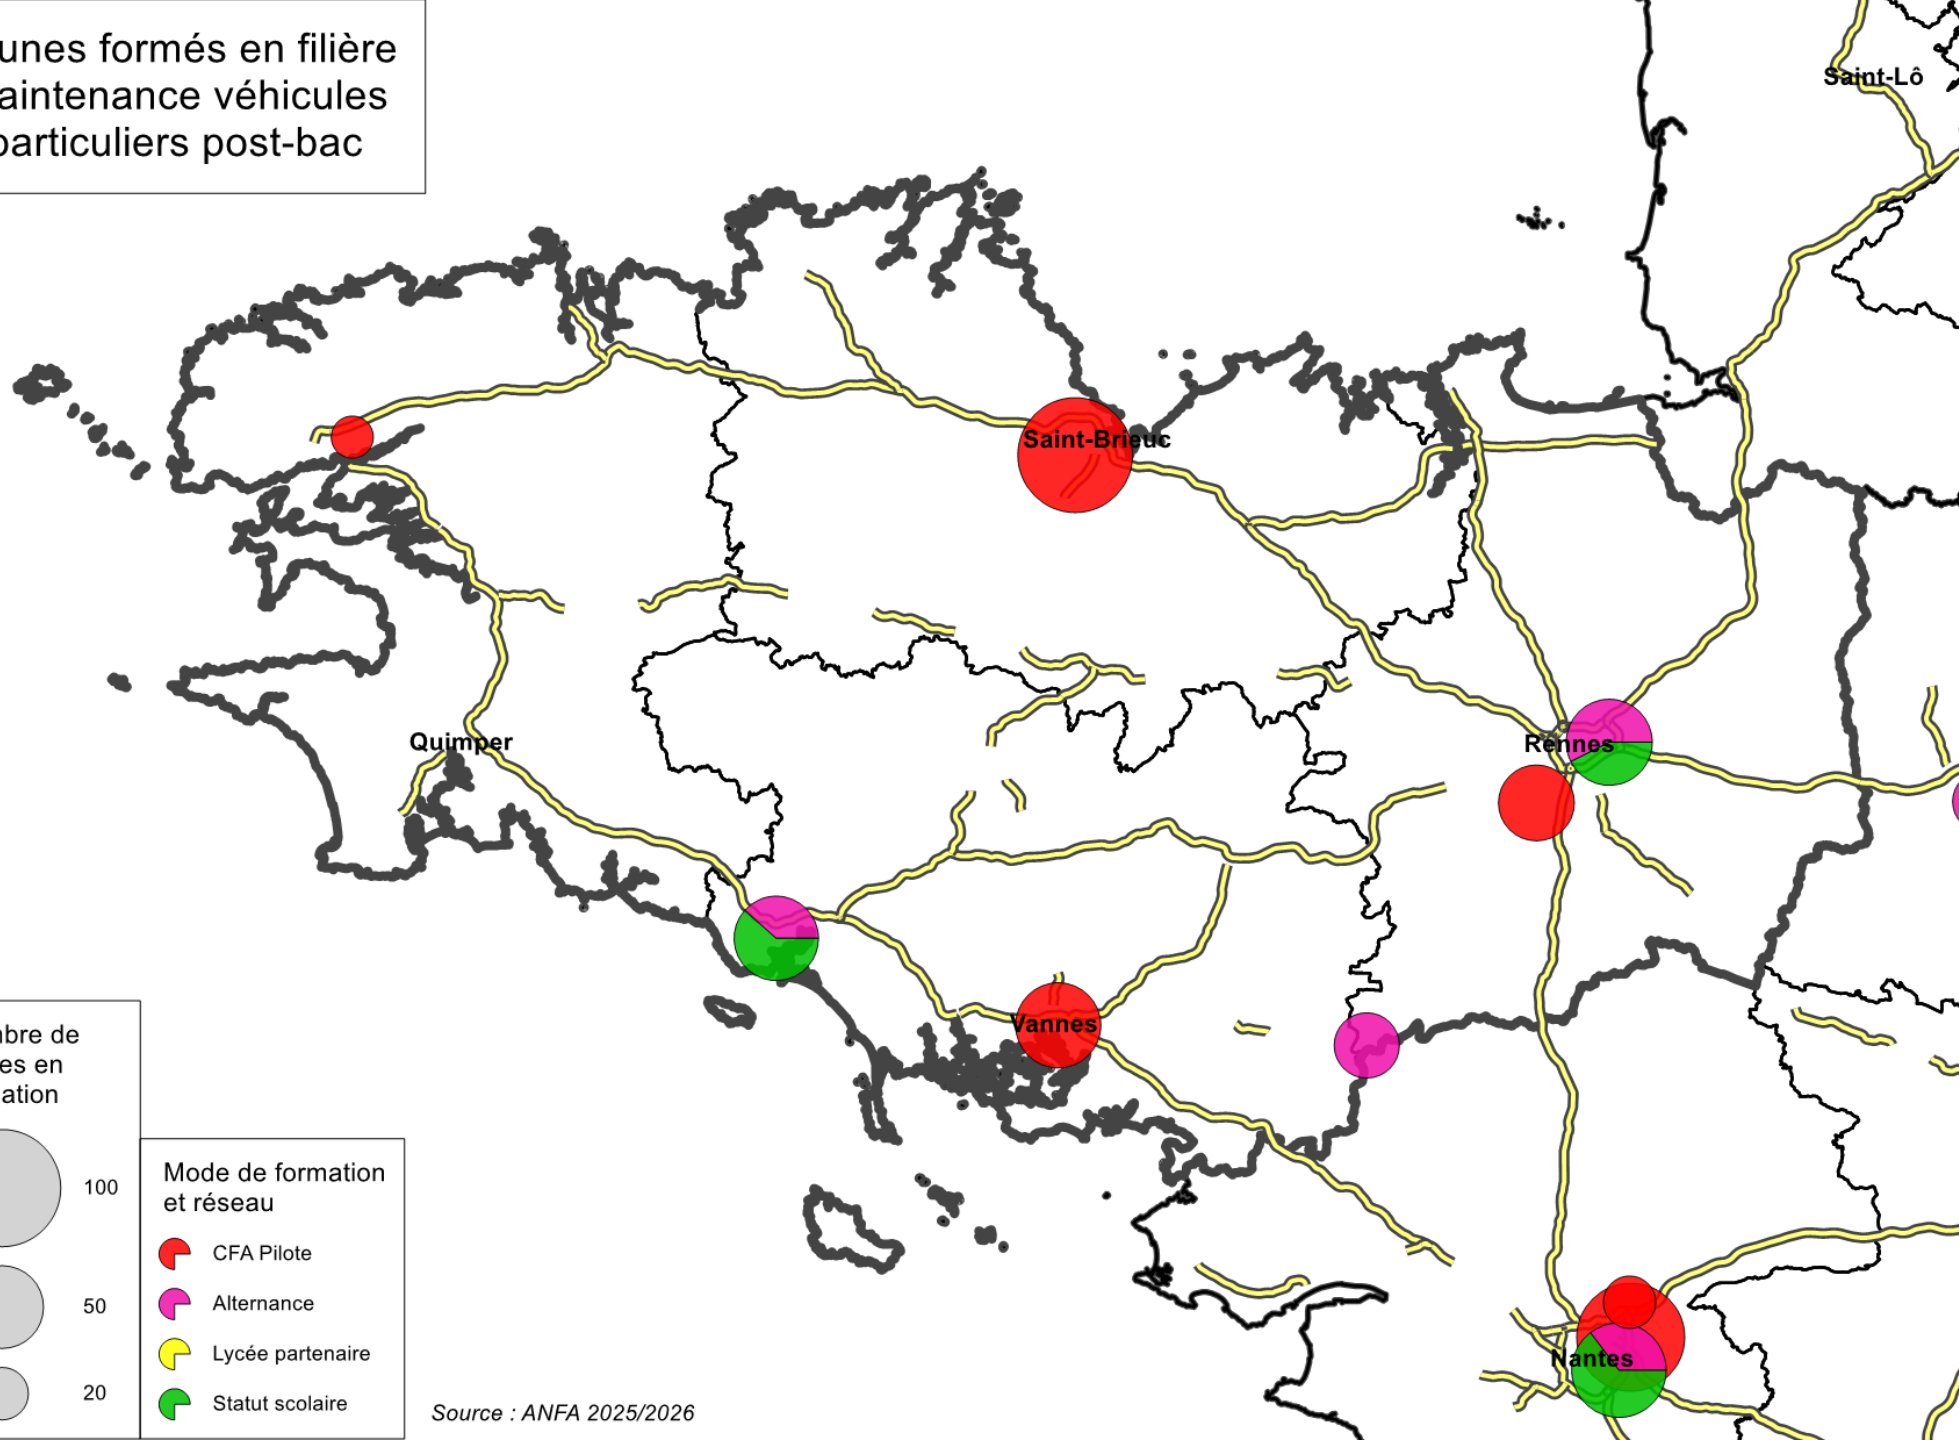 unes formés en filière
aintenance véhicules
particuliers post-bac
Saint-Lô
Saint-Brieuc
Quimper
Rennes
Vannes
Nantes
bre de
es en
ation
100
50
20
Mode de formation
et réseau
CFA Pilote
Alternance
Lycée partenaire
Statut scolaire
Source : ANFA 2025/2026